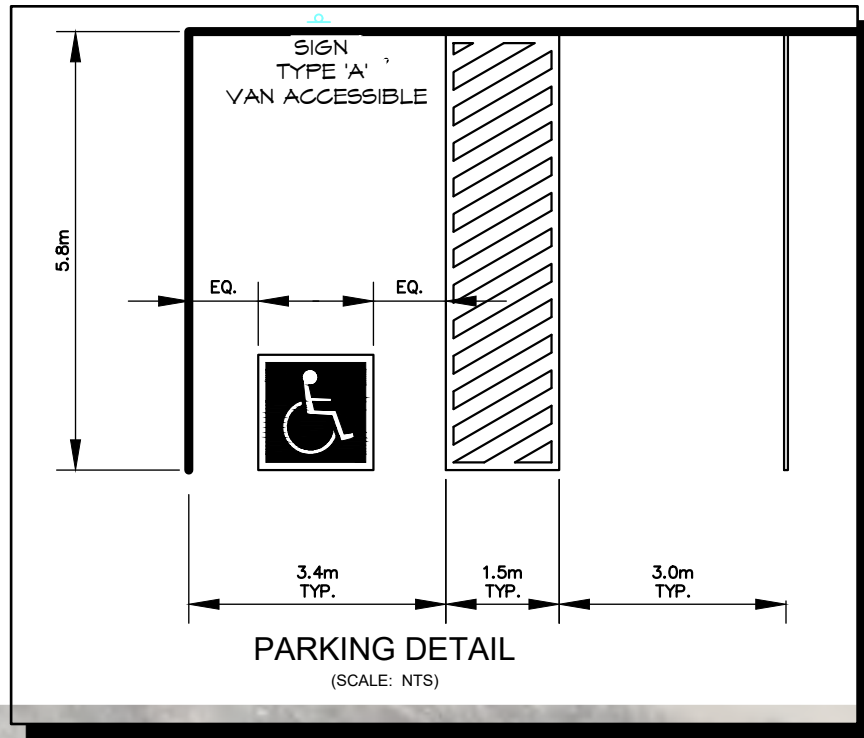 SIGN
TYPE 'A'
VAN ACCESSIBLE
5.8m
EQ.
EQ.
3.4m
TYP.
1.5m
TYP.
3.0m
TYP.
PARKING DETAIL
(SCALE: NTS)